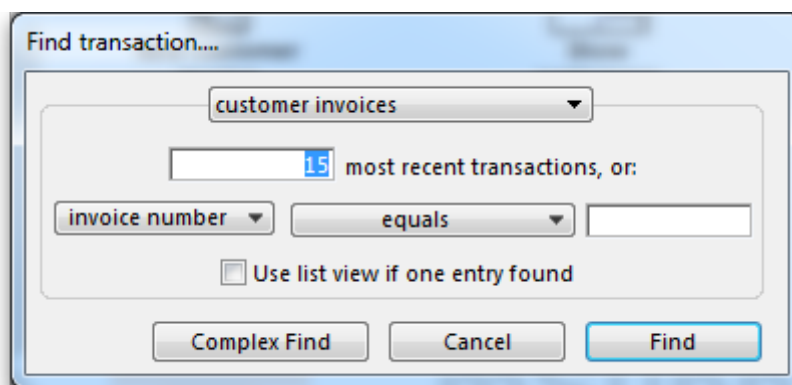 Find transaction....
customer invoices
15 most recent transactions, or:
invoice number equals
Use list view if one entry found
Complex Find Cancel Find